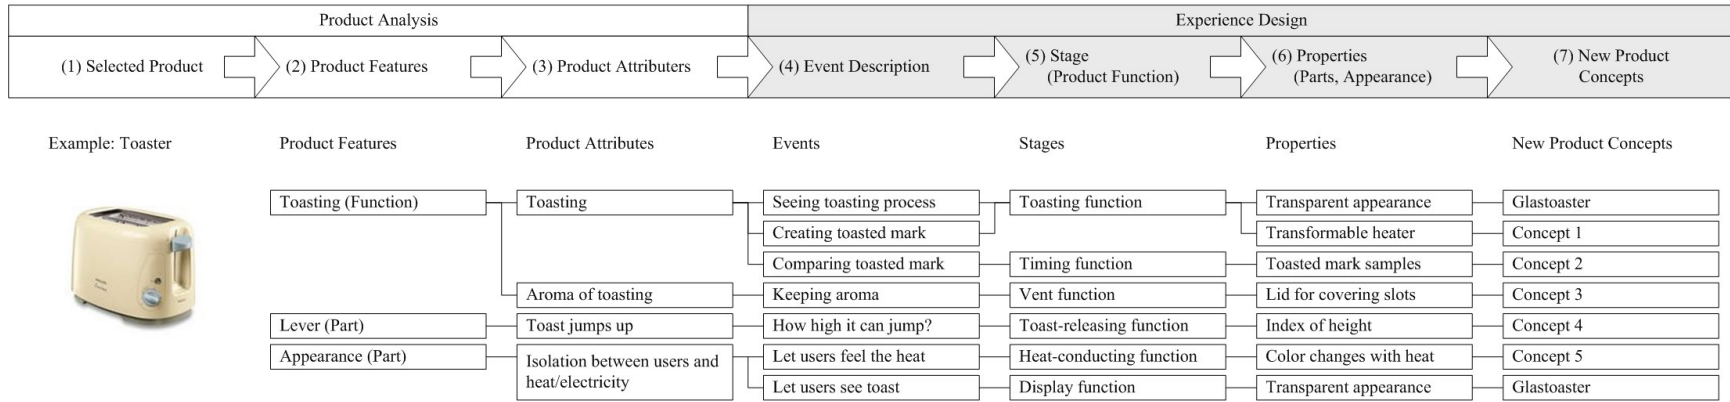 Product Analysis
Experience Design
(1) Selected Product
(2) Product Features
(3) Product Attributers
(4) Event Description
(5) Stage
(Product Function)
(6) Properties
(Parts, Appearance)
(7) New Product
Concepts
Example: Toaster
Product Features
Product Attributes
Events
Stages
Properties
New Product Concepts
Toasting (Function)
Toasting
Seeing toasting process
Toasting function
Transparent appearance
Glastoaster
Creating toasted mark
Transformable heater
Concept 1
Comparing toasted mark
Timing function
Toasted mark samples
Concept 2
Aroma of toasting
Keeping aroma
Vent function
Lid for covering slots
Concept 3
Lever (Part)
Toast jumps up
How high it can jump?
Toast-releasing function
Index of height
Concept 4
Appearance (Part)
Isolation between users and
heat/electricity
Let users feel the heat
Heat-conducting function
Color changes with heat
Concept 5
Let users see toast
Display function
Transparent appearance
Glastoaster